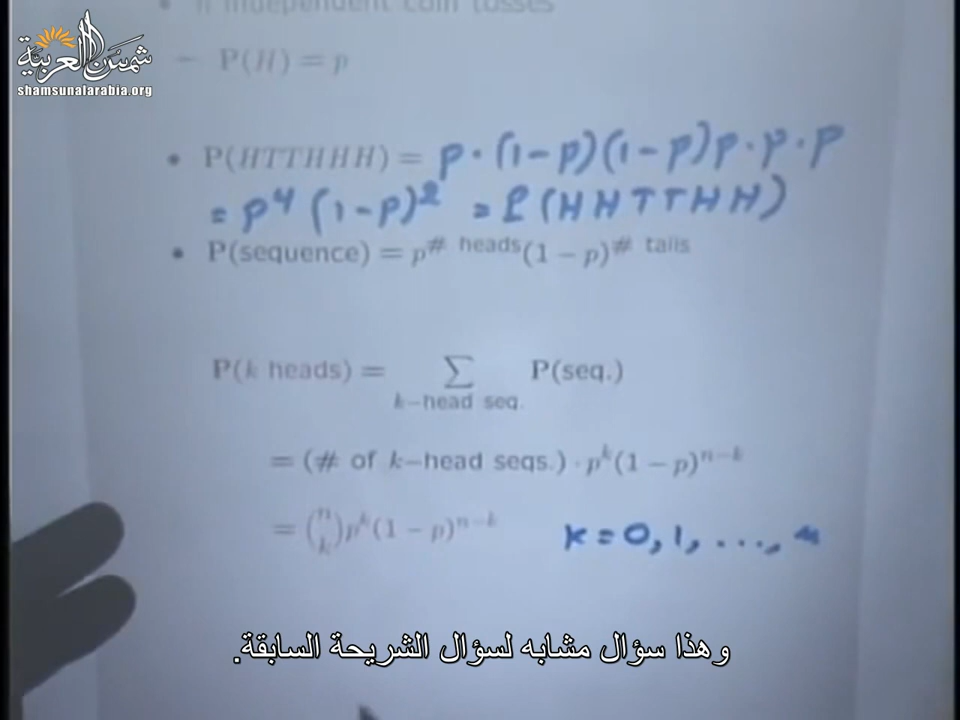 • n independent coin tosses
شمس العربية
shamsunalarabia.org
– P(H) = p
• P(HTTHHH) = p · (1-p)(1-p)p · p · p
= p⁴ (1-p)² = P(HHTTHH)
• P(sequence) = p^# heads (1 − p)^# tails
P(k heads) = ∑ P(seq.)
k−head seq.
= (# of k−head seqs.) · p^k(1 − p)^n−k
= (n k)p^k(1 − p)^n−k k = 0, 1, ..., n
وهذا سؤال مشابه لسؤال الشريحة السابقة.